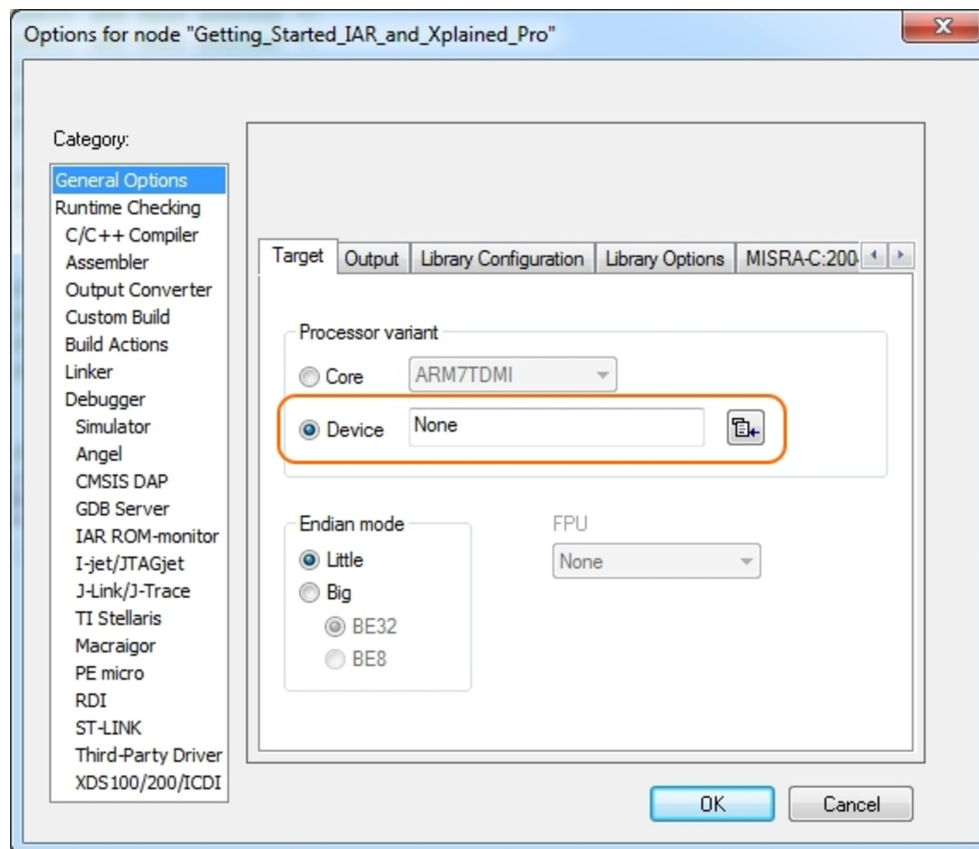 Options for node "Getting_Started_IAR_and_Xplained_Pro"
Category:
General Options
Runtime Checking
C/C++ Compiler
Assembler
Output Converter
Custom Build
Build Actions
Linker
Debugger
Simulator
Angel
CMSIS DAP
GDB Server
IAR ROM-monitor
I-jet/JTAGjet
J-Link/J-Trace
TI Stellaris
Macraigor
PE micro
RDI
ST-LINK
Third-Party Driver
XDS100/200/ICDI
Target Output Library Configuration Library Options MISRA-C:200
Processor variant
Core ARM7TDMI
Device None
Endian mode
Little
Big
BE32
BE8
FPU
None
OK Cancel